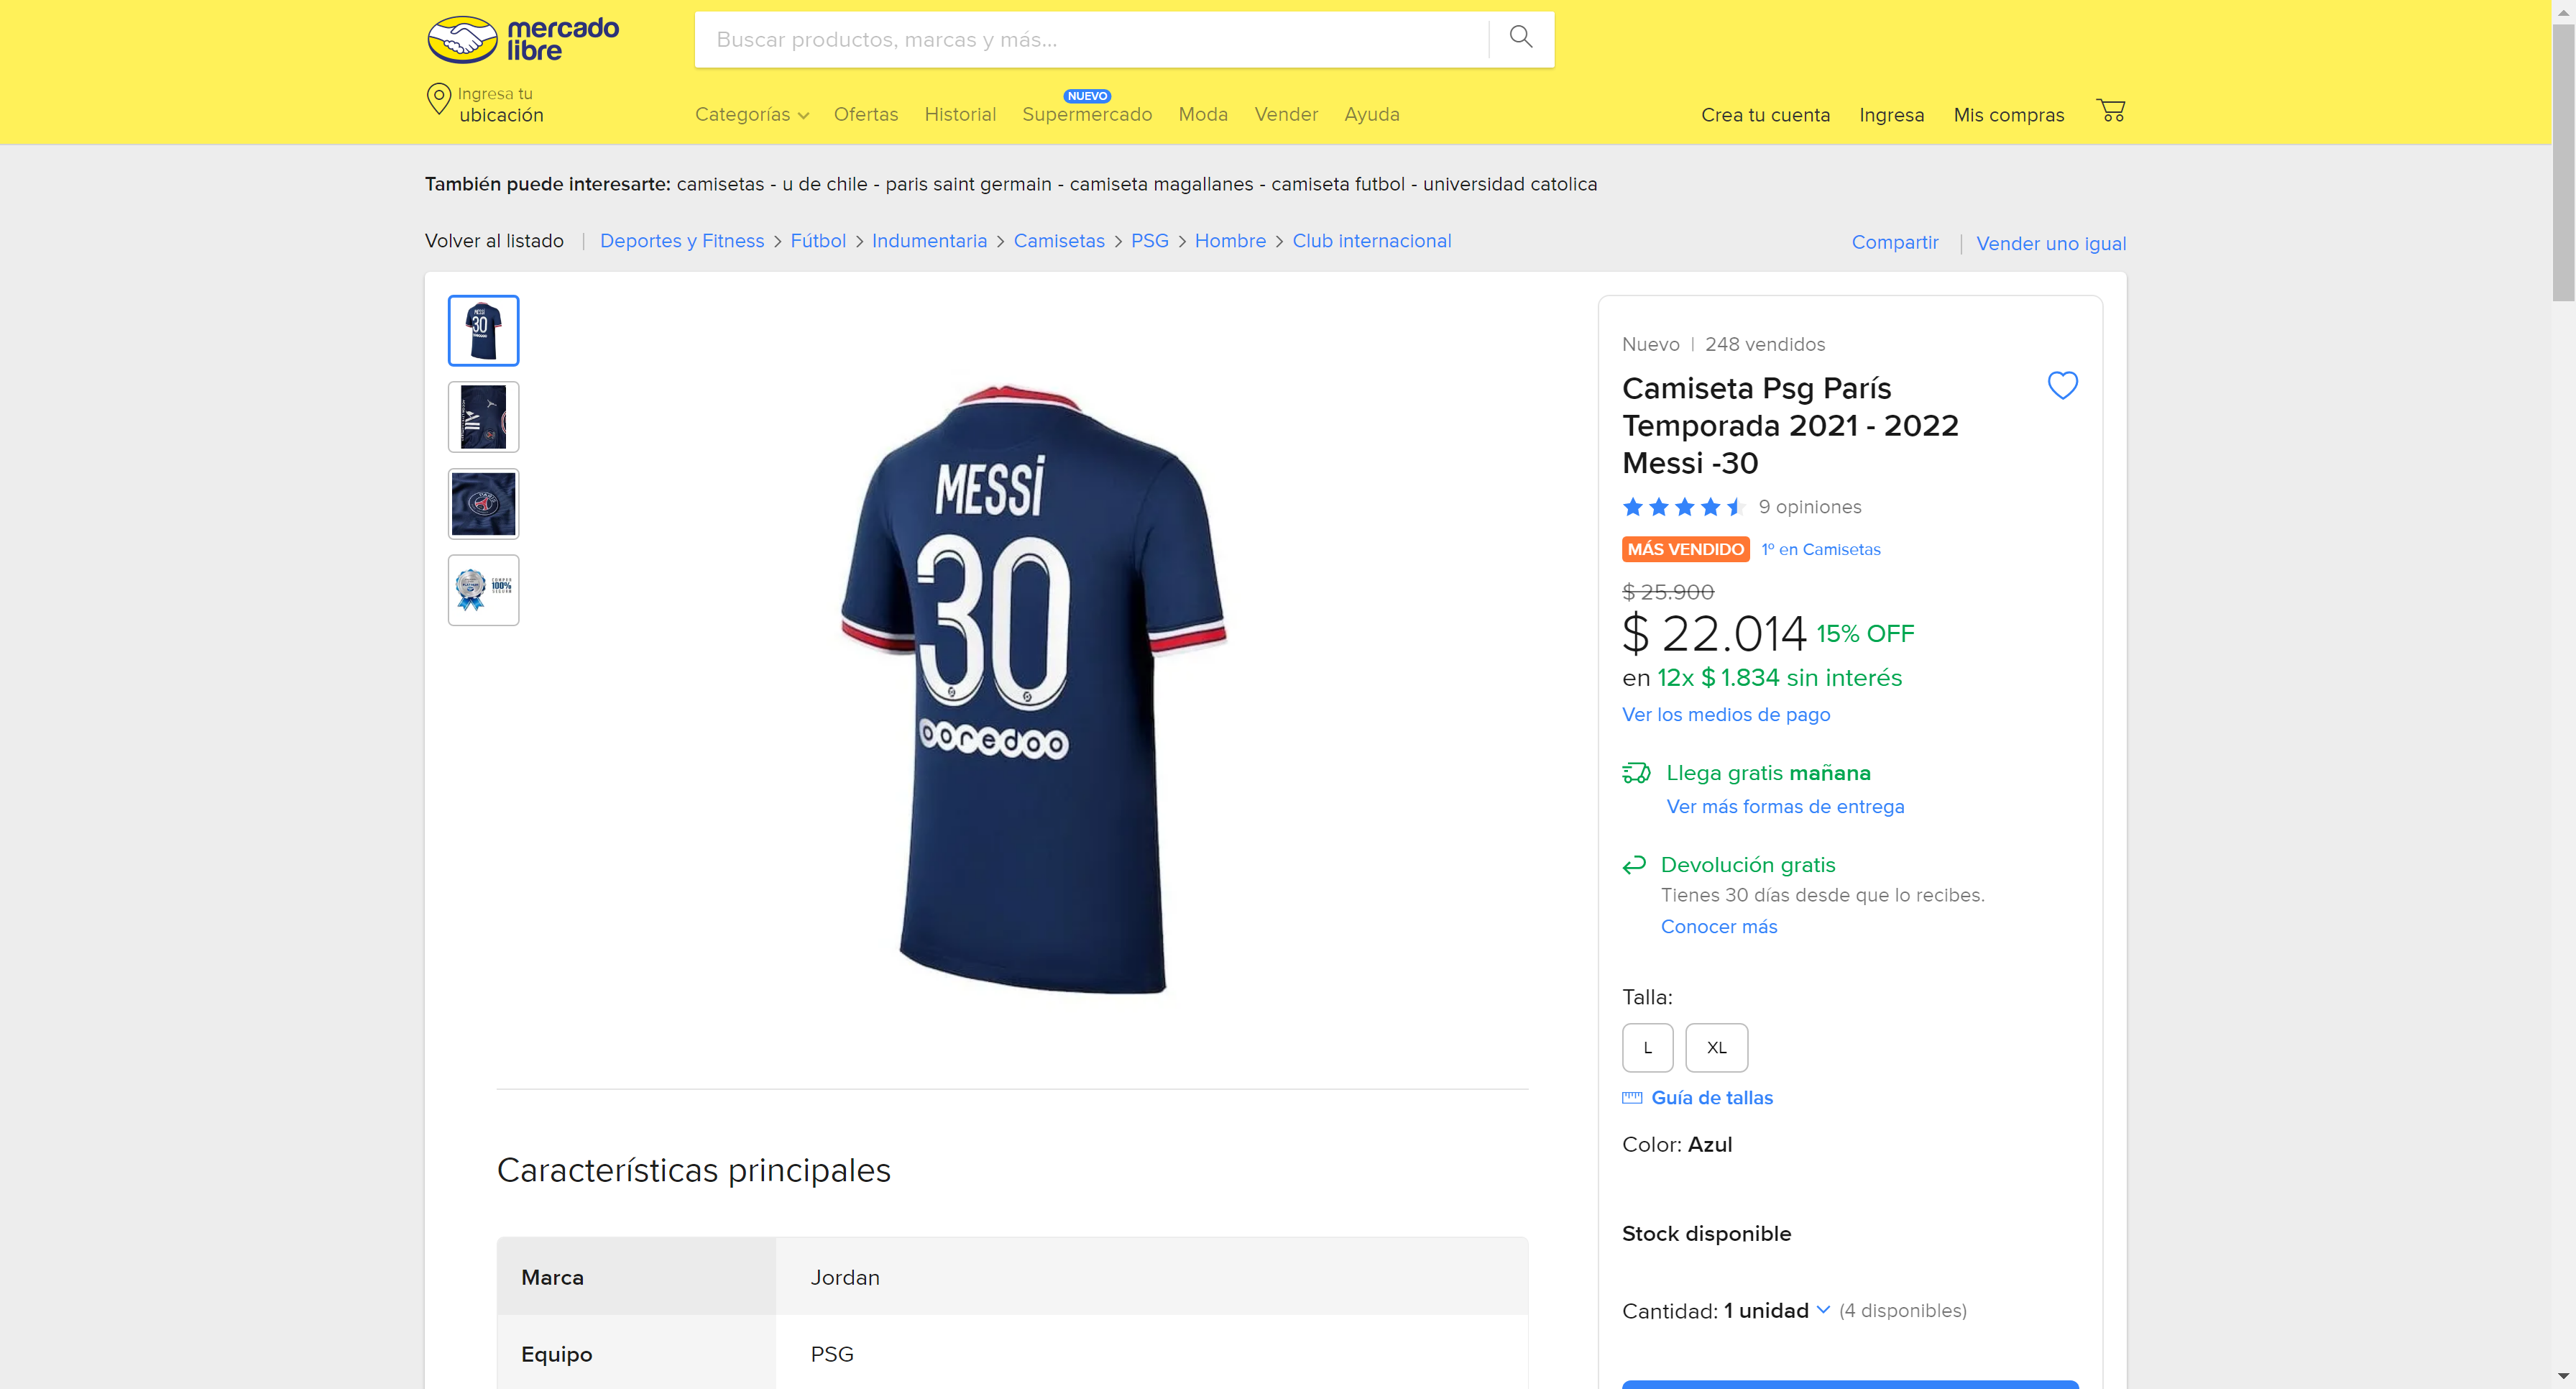 mercado
libre
Buscar productos, marcas y más...
Ingresa tu
ubicación
NUEVO
Categorías
Ofertas
Historial
Supermercado
Moda
Vender
Ayuda
Crea tu cuenta
Ingresa
Mis compras
También puede interesarte: camisetas - u de chile - paris saint germain - camiseta magallanes - camiseta futbol - universidad catolica
Volver al listado | Deportes y Fitness > Fútbol > Indumentaria > Camisetas > PSG > Hombre > Club internacional
Compartir | Vender uno igual
MESSI
30
100%
MESSi
30
ooredoo
Nuevo | 248 vendidos
Camiseta Psg París
Temporada 2021 - 2022
Messi -30
9 opiniones
MÁS VENDIDO 1º en Camisetas
$ 25.900
$ 22.014 15% OFF
en 12x $ 1.834 sin interés
Ver los medios de pago
Llega gratis mañana
Ver más formas de entrega
Devolución gratis
Tienes 30 días desde que lo recibes.
Conocer más
Talla:
L
XL
Guía de tallas
Color: Azul
Stock disponible
Cantidad: 1 unidad (4 disponibles)
Características principales
Marca
Jordan
Equipo
PSG